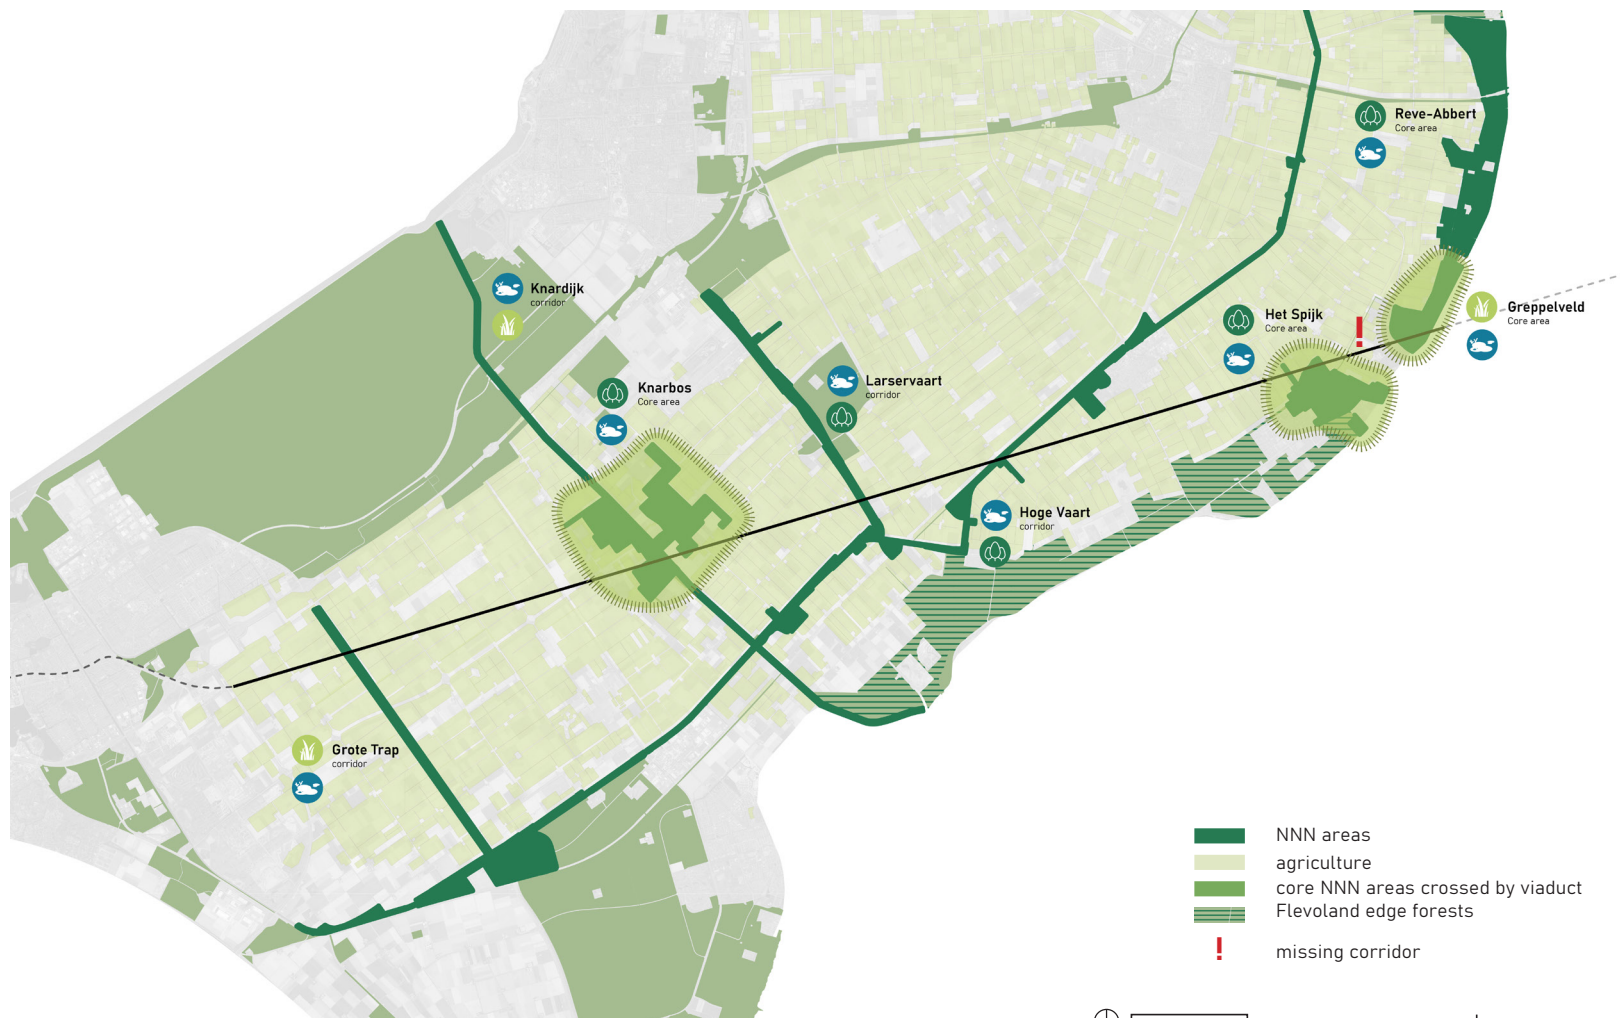 Reve-Abbert
Core area
Knardijk
corridor
Het Spijk
Core area
!
Greppelveld
Core area
Knarbos
Core area
Larservaart
corridor
Hoge Vaart
corridor
Grote Trap
corridor
NNN areas
agriculture
core NNN areas crossed by viaduct
Flevoland edge forests
! missing corridor